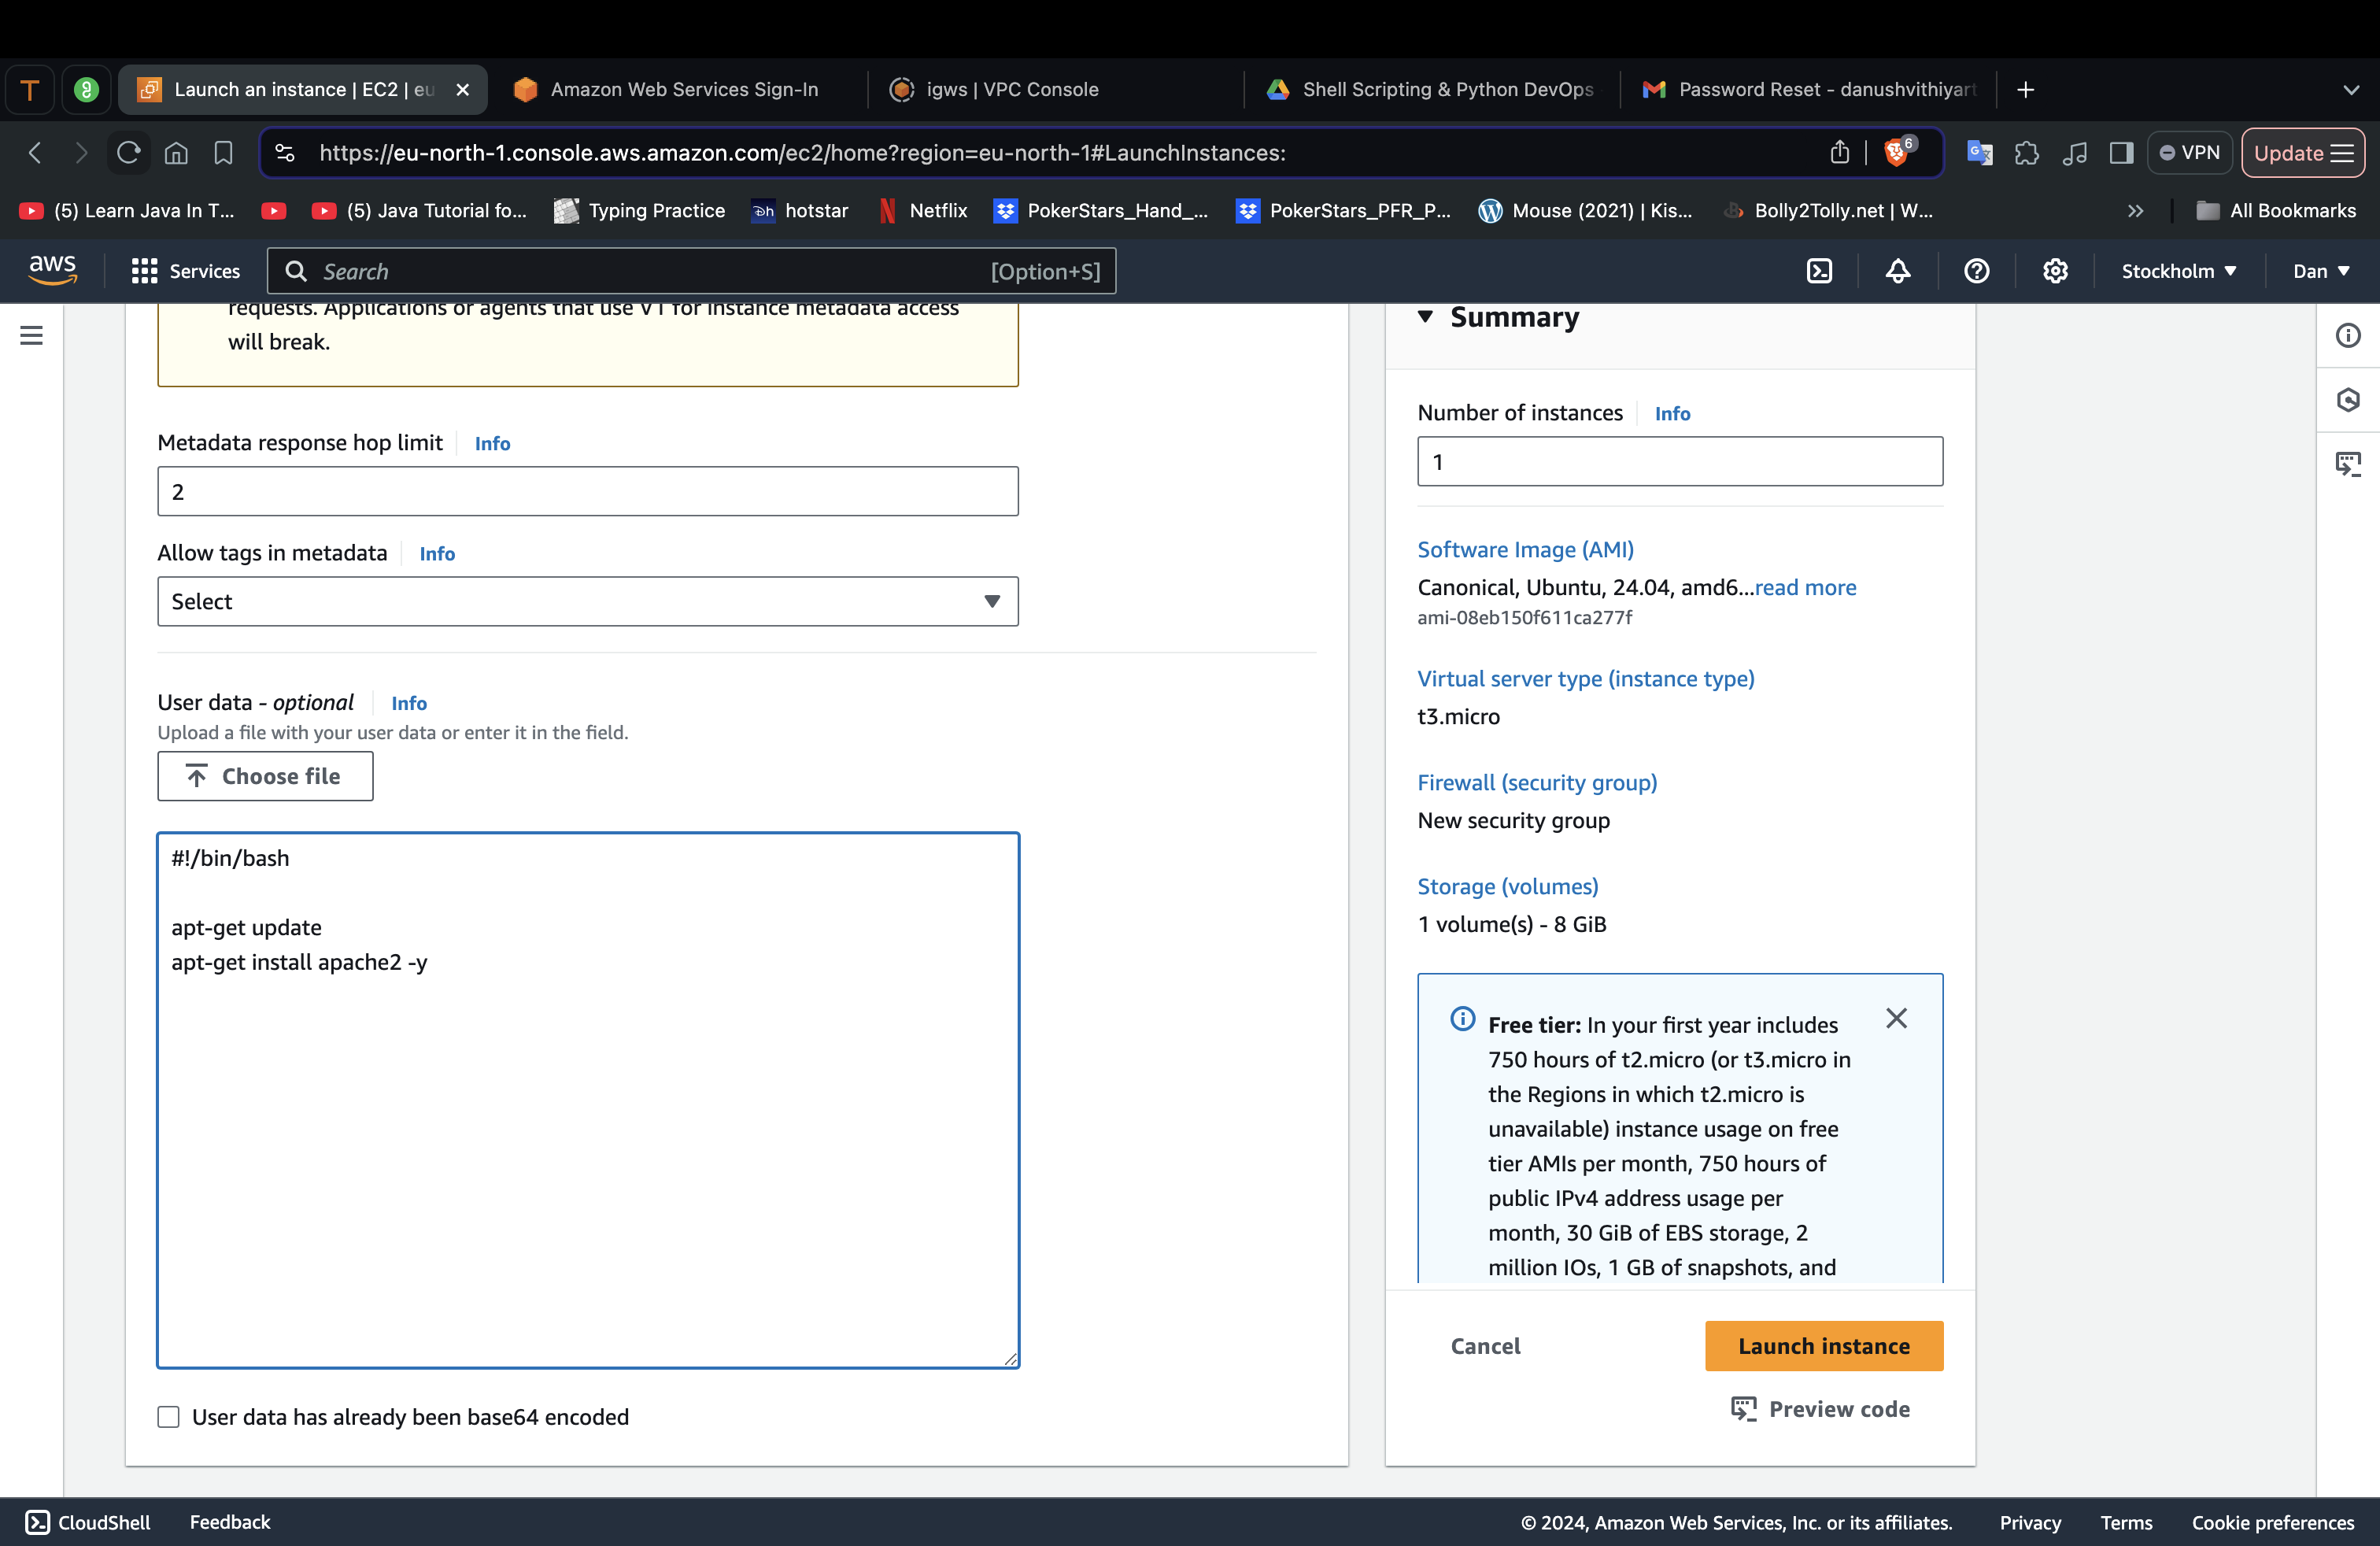 T
Launch an instance | EC2 | eu
Amazon Web Services Sign-In
igws | VPC Console
Shell Scripting & Python DevOps
Password Reset - danushvithiyart
https://eu-north-1.console.aws.amazon.com/ec2/home?region=eu-north-1#LaunchInstances:
6
VPN
Update
(5) Learn Java In T...
(5) Java Tutorial fo...
Typing Practice
hotstar
Netflix
PokerStars_Hand_...
PokerStars_PFR_P...
Mouse (2021) | Kis...
Bolly2Tolly.net | W...
All Bookmarks
aws
Services
Search
[Option+S]
Stockholm
Dan
requests. Applications or agents that use V1 for instance metadata access
will break.
Metadata response hop limit
Info
2
Allow tags in metadata
Info
Select
User data - optional
Info
Upload a file with your user data or enter it in the field.
Choose file
#!/bin/bash
apt-get update
apt-get install apache2 -y
User data has already been base64 encoded
Summary
Number of instances
Info
1
Software Image (AMI)
Canonical, Ubuntu, 24.04, amd6...read more
ami-08eb150f611ca277f
Virtual server type (instance type)
t3.micro
Firewall (security group)
New security group
Storage (volumes)
1 volume(s) - 8 GiB
Free tier: In your first year includes
750 hours of t2.micro (or t3.micro in
the Regions in which t2.micro is
unavailable) instance usage on free
tier AMIs per month, 750 hours of
public IPv4 address usage per
month, 30 GiB of EBS storage, 2
million IOs, 1 GB of snapshots, and
Cancel
Launch instance
Preview code
CloudShell
Feedback
© 2024, Amazon Web Services, Inc. or its affiliates.
Privacy
Terms
Cookie preferences